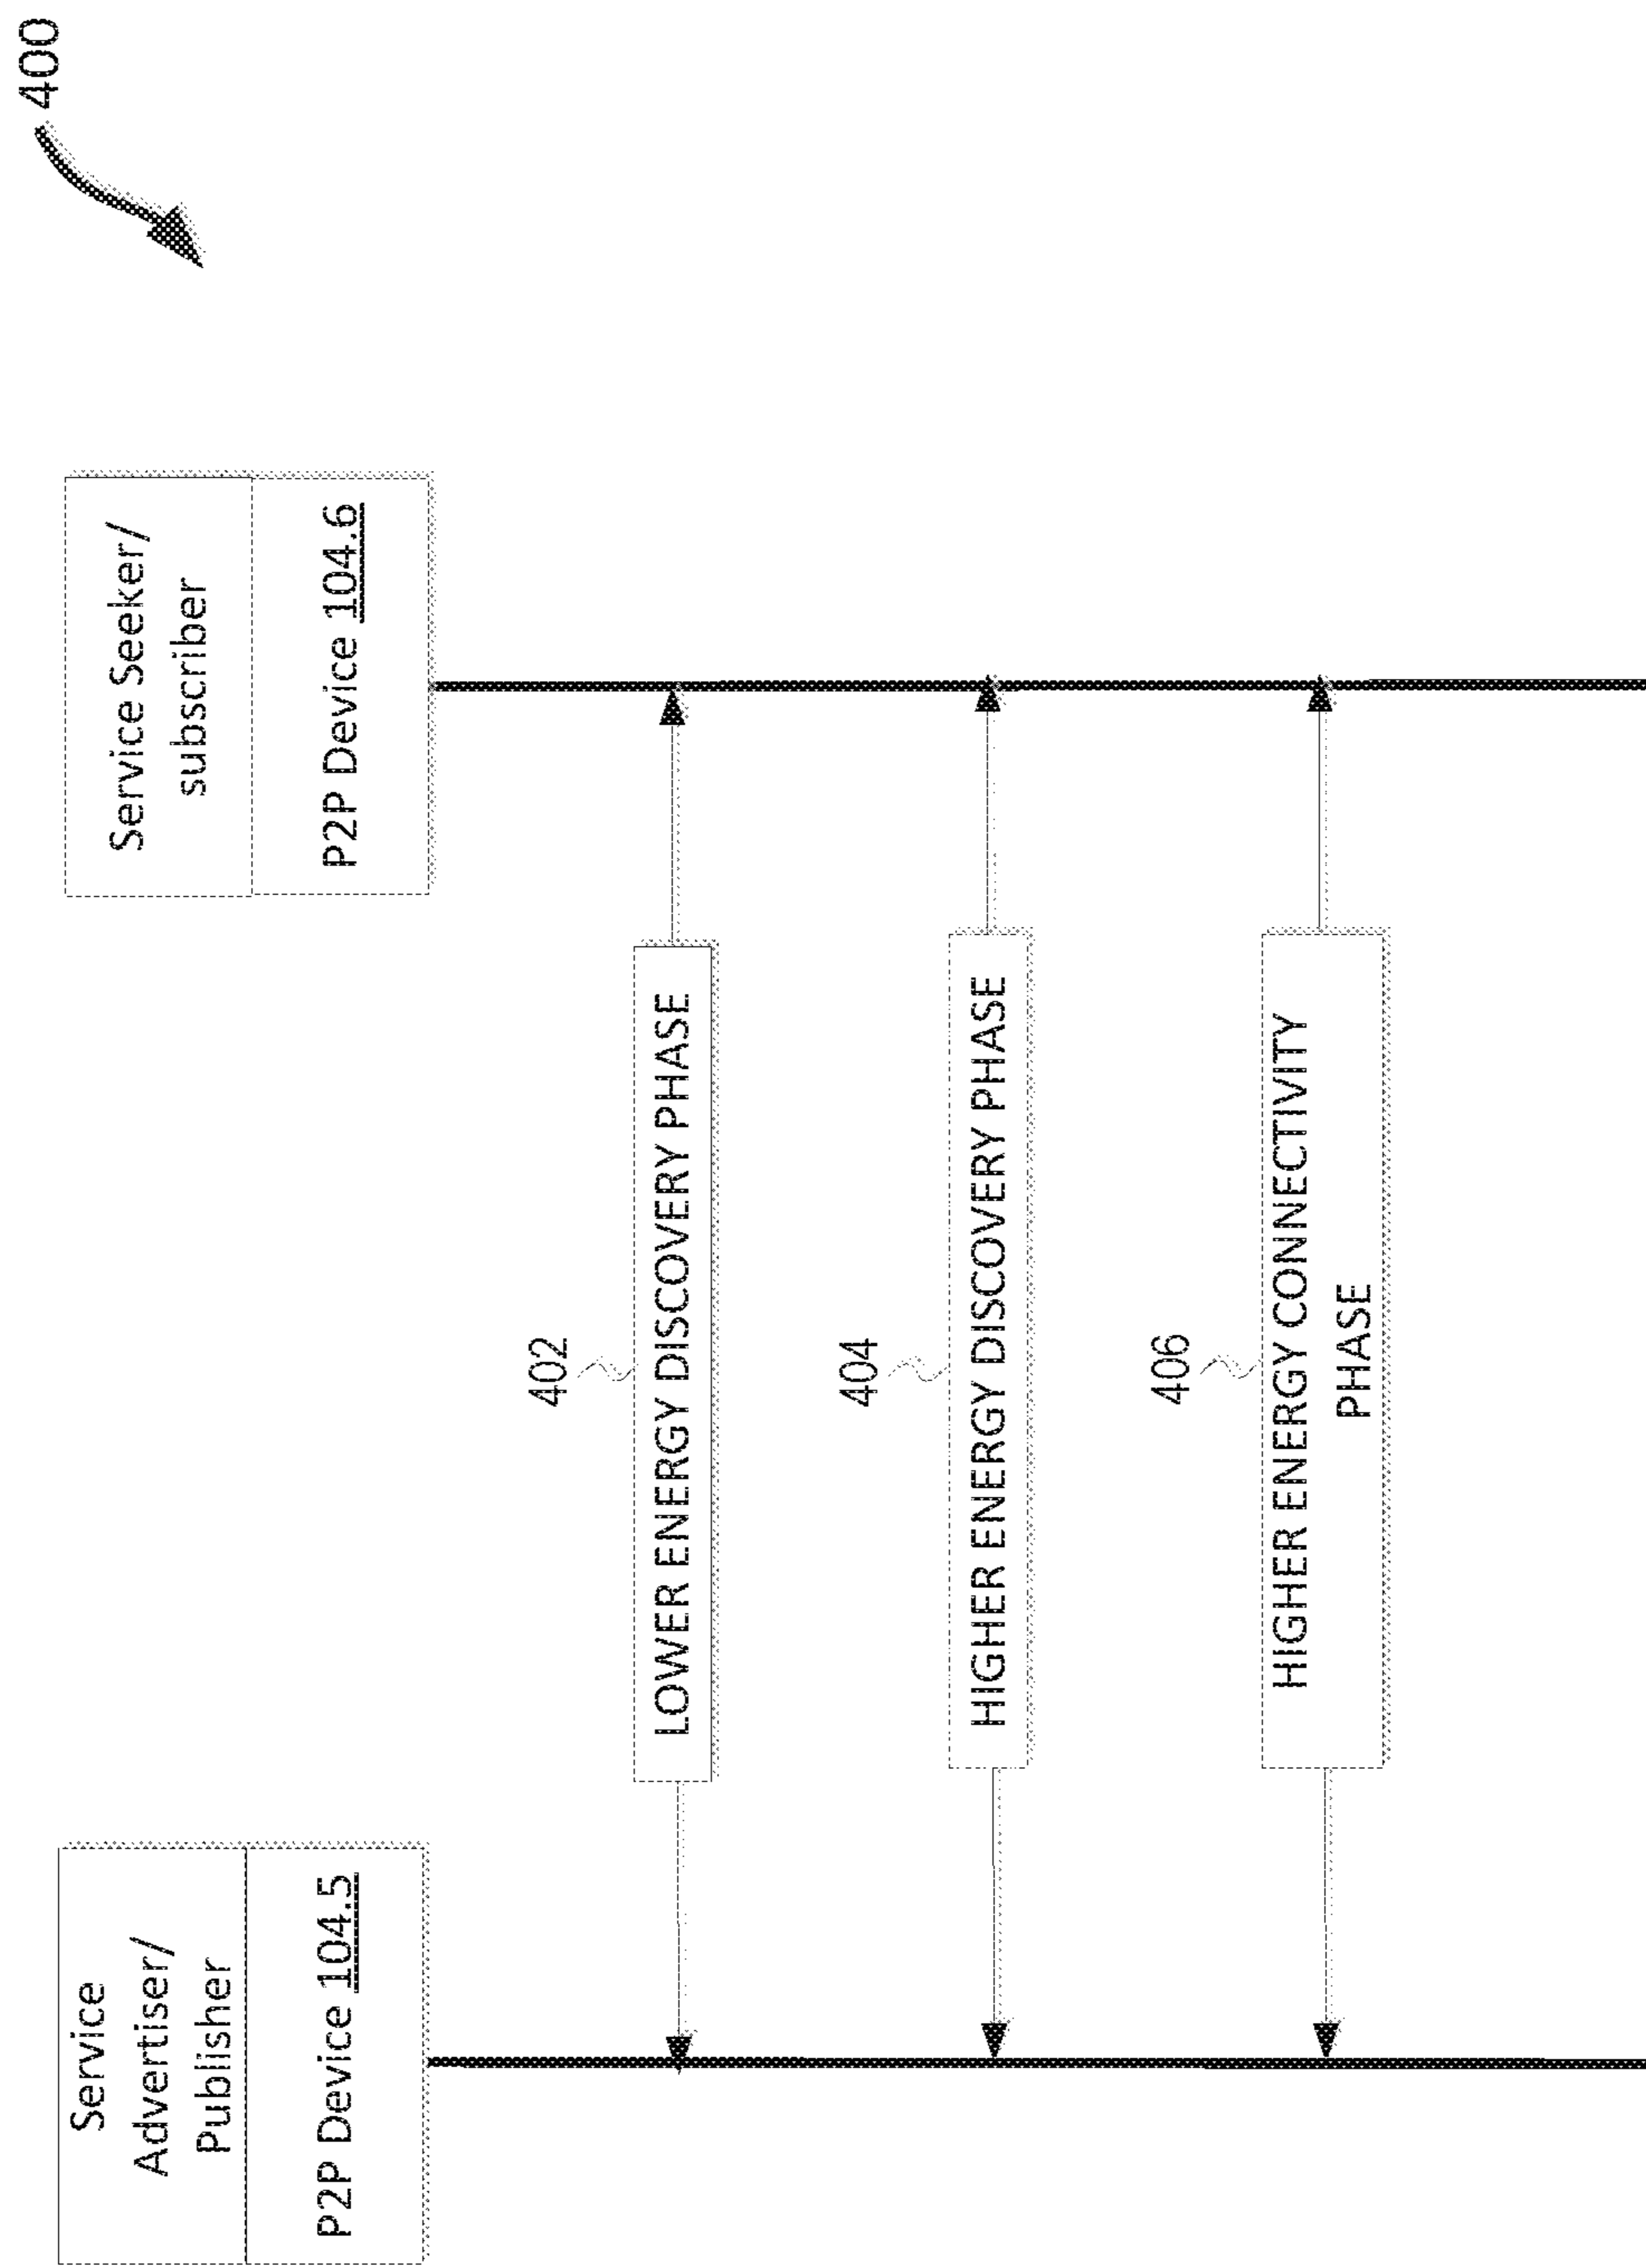 400
Service
Advertiser/
Publisher
P2P Device 104.5
Service Seeker/
subscriber
P2P Device 104.6
402
LOWER ENERGY DISCOVERY PHASE
404
HIGHER ENERGY DISCOVERY PHASE
406
HIGHER ENERGY CONNECTIVITY
PHASE